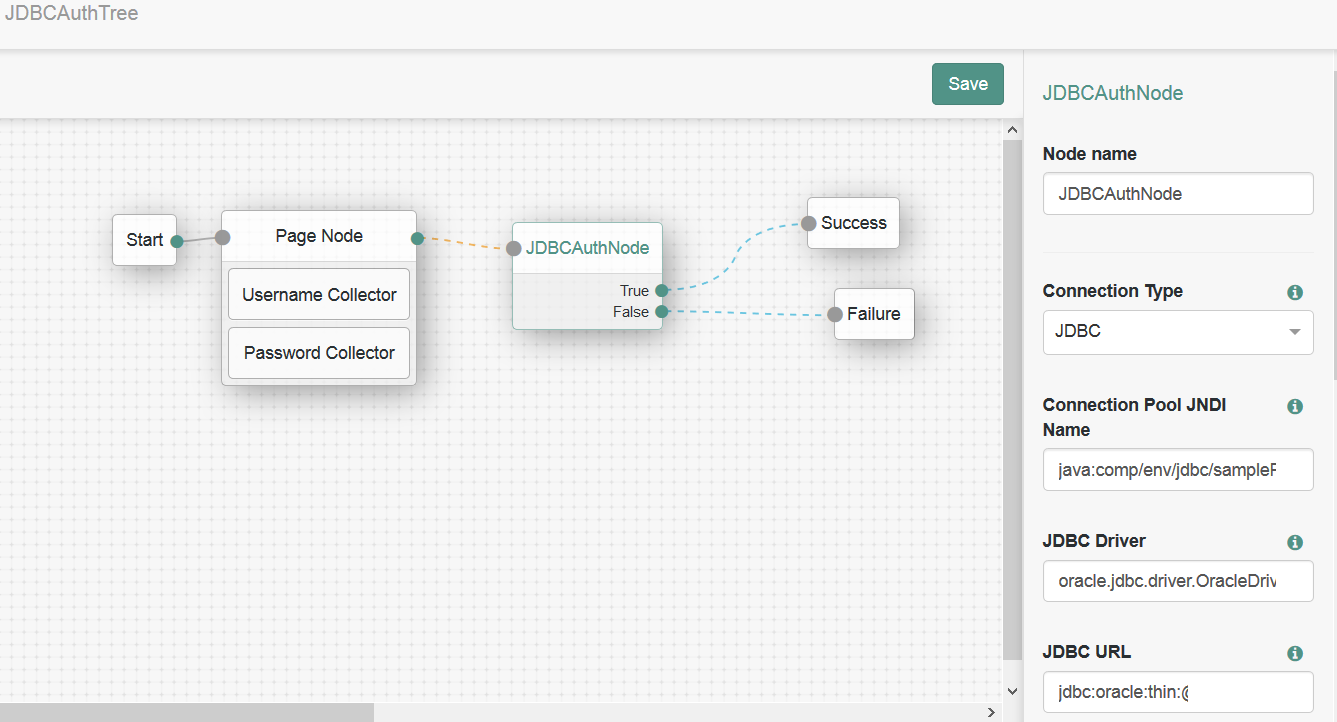 JDBCAuthTree
Save
Start
Page Node
Username Collector
Password Collector
JDBCAuthNode
True
False
Success
Failure
JDBCAuthNode
Node name
JDBCAuthNode
Connection Type
JDBC
Connection Pool JNDI
Name
java:comp/env/jdbc/sampleF
JDBC Driver
oracle.jdbc.driver.OracleDriv
JDBC URL
jdbc:oracle:thin:@